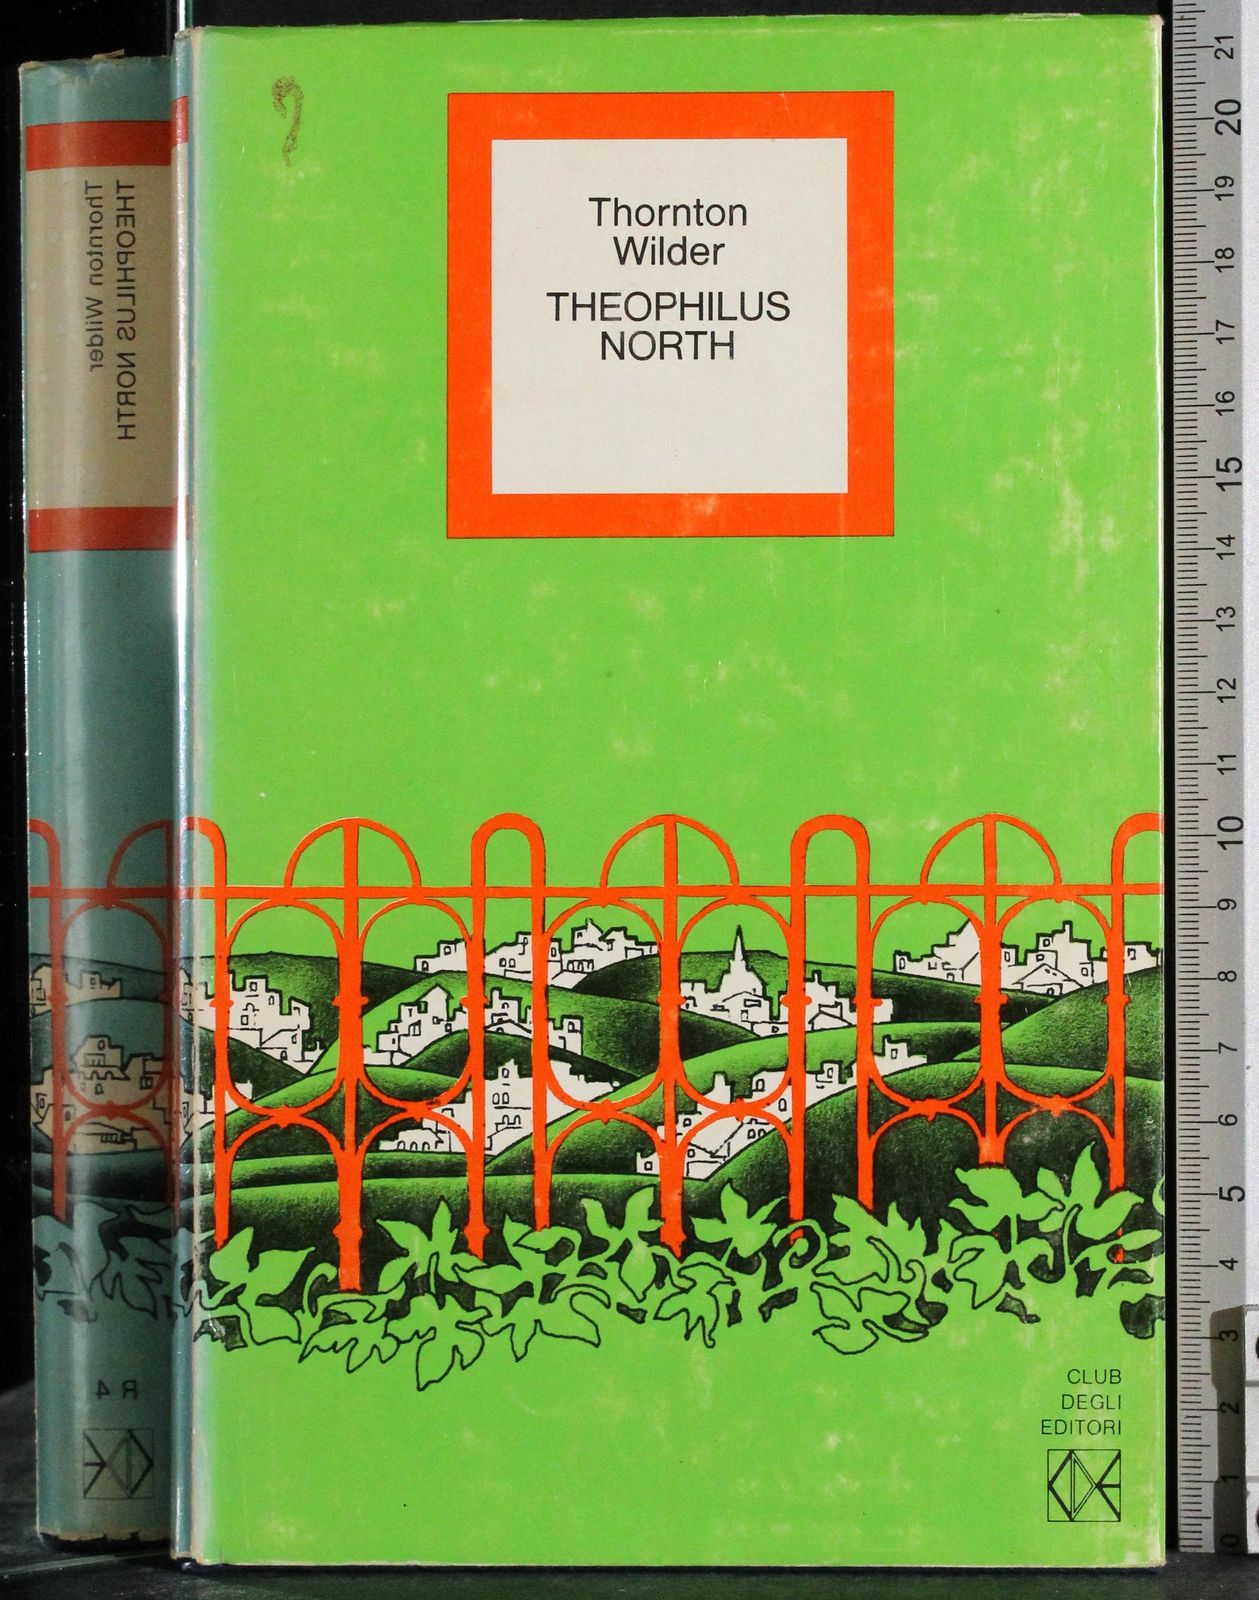 Thornton
Wilder
THEOPHILUS
NORTH
CLUB
DEGLI
EDITORI
THEOPHILUS NORTH
Thornton Wilder
R 4
21
20
19
18
17
16
15
14
13
12
11
10
9
8
7
6
5
4
3
2
1
0